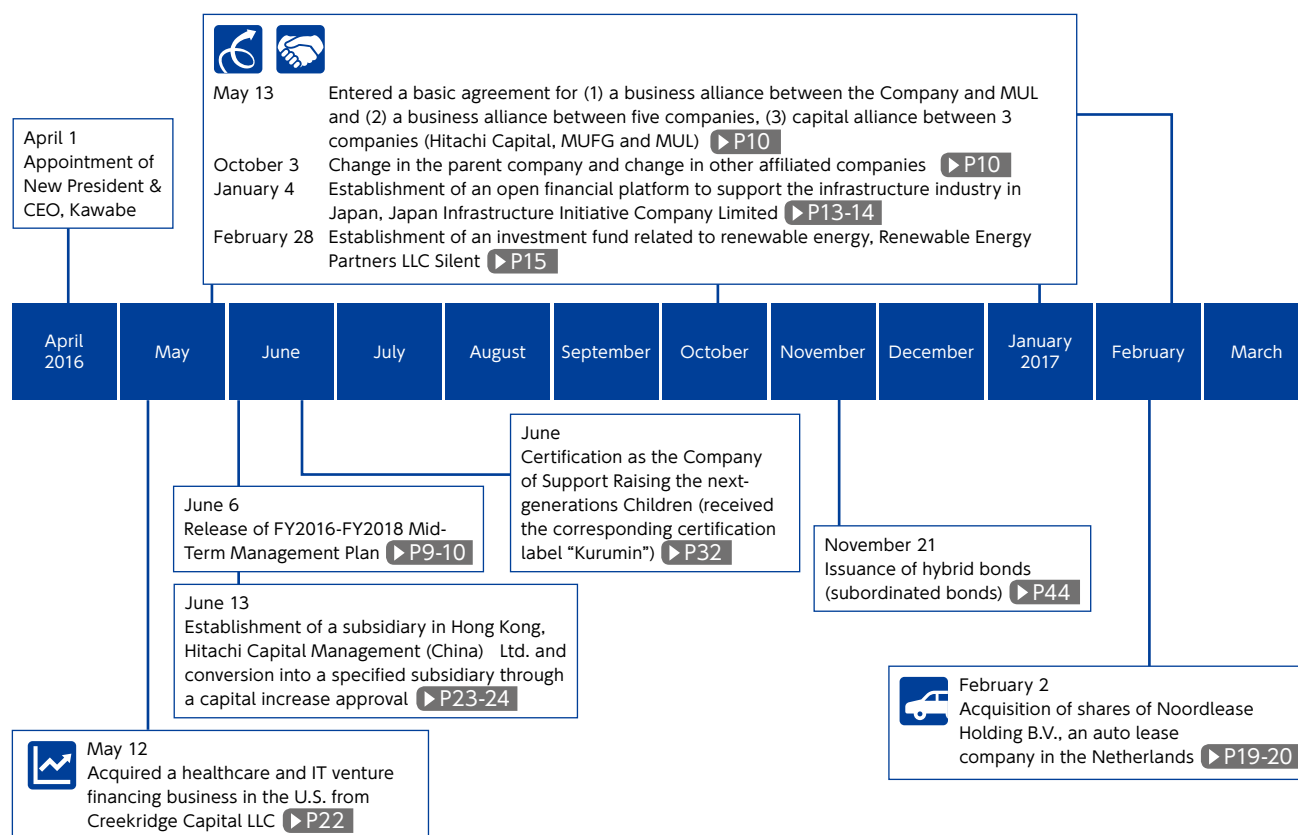 May 13 Entered a basic agreement for (1) a business alliance between the Company and MUL
and (2) a business alliance between five companies, (3) capital alliance between 3
companies (Hitachi Capital, MUFG and MUL) ▶P10
October 3 Change in the parent company and change in other affiliated companies ▶P10
January 4 Establishment of an open financial platform to support the infrastructure industry in
Japan, Japan Infrastructure Initiative Company Limited ▶P13-14
February 28 Establishment of an investment fund related to renewable energy, Renewable Energy
Partners LLC Silent ▶P15
April 1
Appointment of
New President &
CEO, Kawabe
April
2016
May
June
July
August
September
October
November
December
January
2017
February
March
June
Certification as the Company
of Support Raising the next-
generations Children (received
the corresponding certification
label “Kurumin”) ▶P32
June 6
Release of FY2016-FY2018 Mid-
Term Management Plan ▶P9-10
November 21
Issuance of hybrid bonds
(subordinated bonds) ▶P44
June 13
Establishment of a subsidiary in Hong Kong,
Hitachi Capital Management (China) Ltd. and
conversion into a specified subsidiary through
a capital increase approval ▶P23-24
February 2
Acquisition of shares of Noordlease
Holding B.V., an auto lease
company in the Netherlands ▶P19-20
May 12
Acquired a healthcare and IT venture
financing business in the U.S. from
Creekridge Capital LLC ▶P22